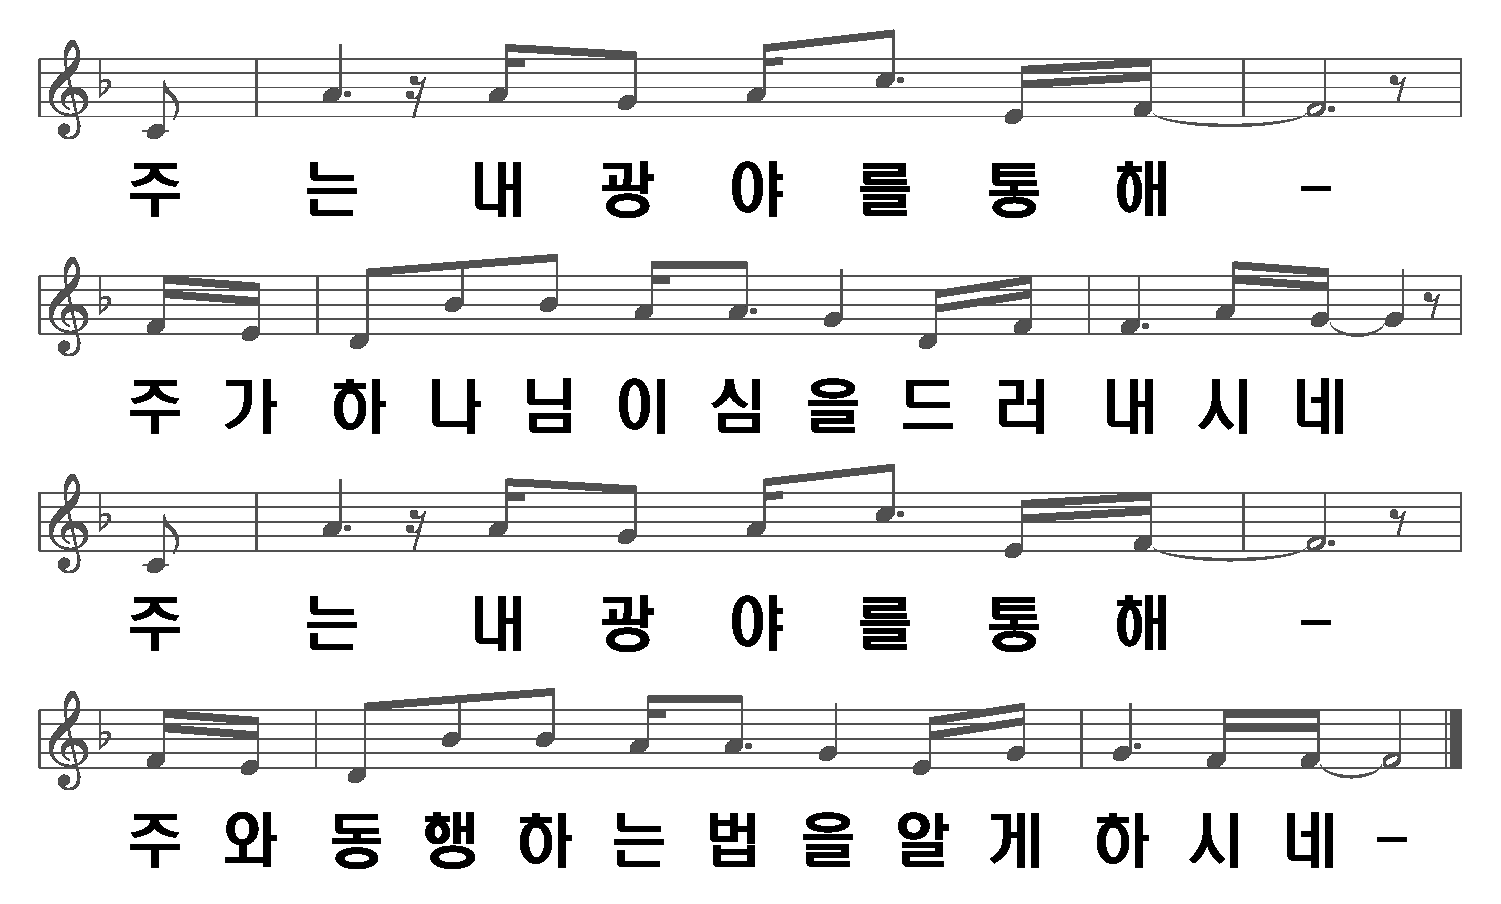 주 는 내 광 야 를 통 해 -
주 가 하 나 님 이 심 을 드 러 내 시 네
주 는 내 광 야 를 통 해 -
주 와 동 행 하 는 법 을 알 게 하 시 네 -